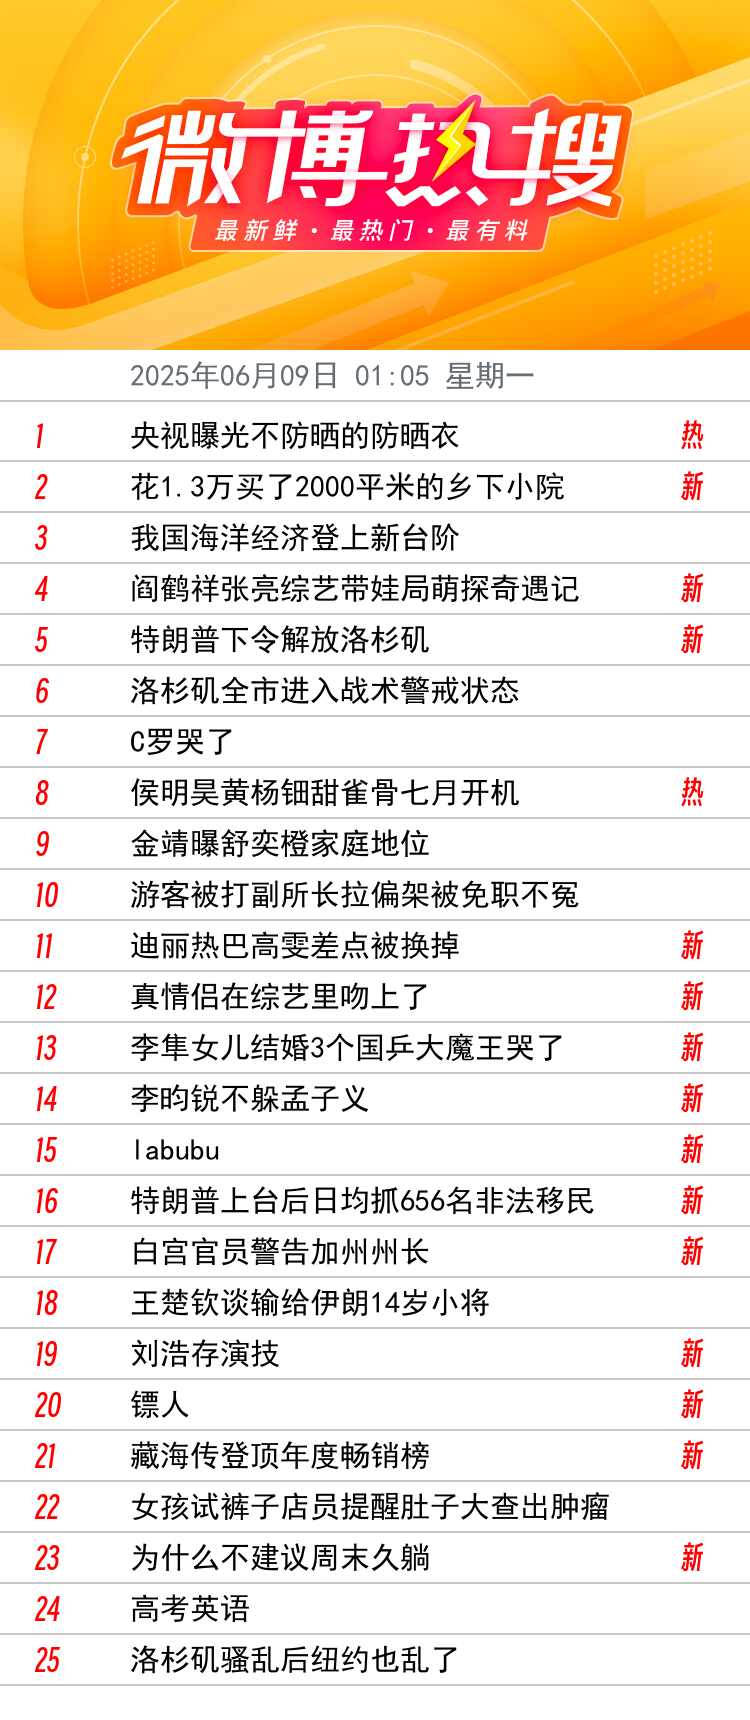 微博热搜
最新鲜·最热门·最有料
2025年06月09日 01:05 星期一
1 央视曝光不防晒的防晒衣 热
2 花1.3万买了2000平米的乡下小院 新
3 我国海洋经济登上新台阶
4 阎鹤祥张亮综艺带娃局萌探奇遇记 新
5 特朗普下令解放洛杉矶 新
6 洛杉矶全市进入战术警戒状态
7 C罗哭了
8 侯明昊黄杨钿甜雀骨七月开机 热
9 金靖曝舒奕橙家庭地位
10 游客被打副所长拉偏架被免职不冤
11 迪丽热巴高雯差点被换掉 新
12 真情侣在综艺里吻上了 新
13 李隼女儿结婚3个国乒大魔王哭了 新
14 李昀锐不躲孟子义 新
15 labubu 新
16 特朗普上台后日均抓656名非法移民 新
17 白宫官员警告加州州长 新
18 王楚钦谈输给伊朗14岁小将
19 刘浩存演技 新
20 镖人 新
21 藏海传登顶年度畅销榜 新
22 女孩试裤子店员提醒肚子大查出肿瘤
23 为什么不建议周末久躺 新
24 高考英语
25 洛杉矶骚乱后纽约也乱了